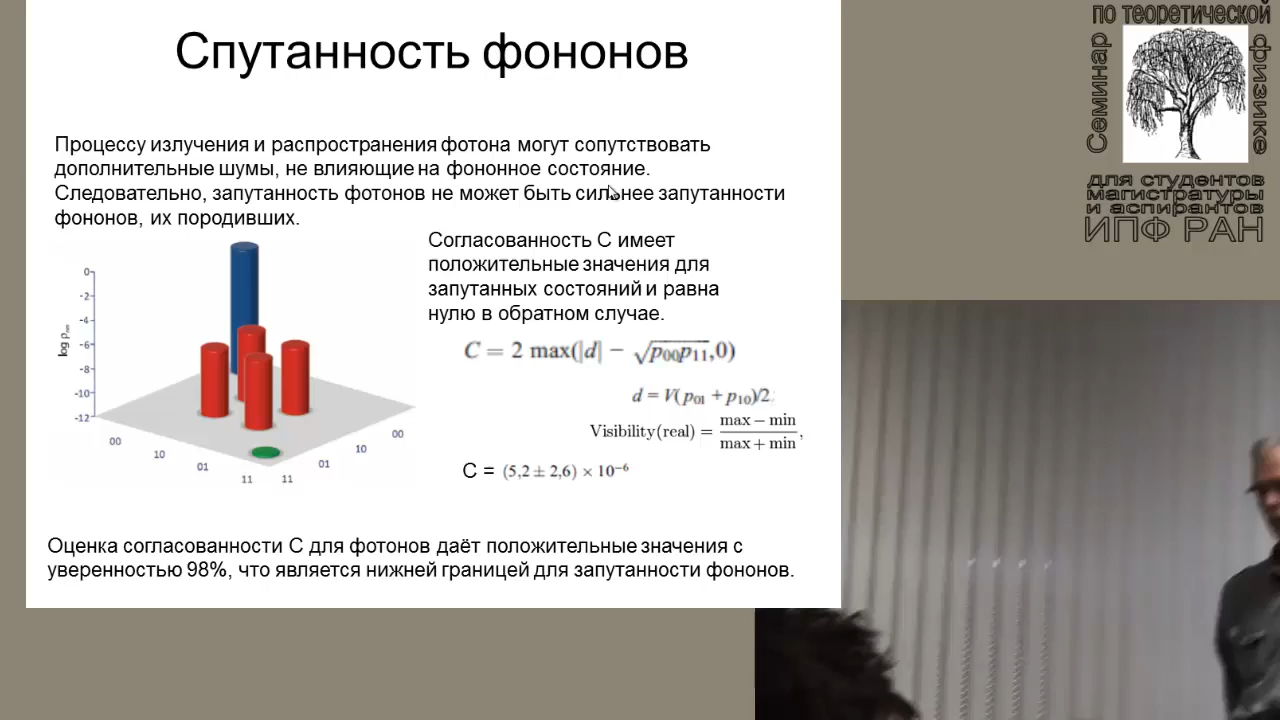 Спутанность фононов
Процессу излучения и распространения фотона могут сопутствовать
дополнительные шумы, не влияющие на фононное состояние.
Следовательно, запутанность фотонов не может быть сильнее запутанности
фононов, их породивших.
Согласованность C имеет
положительные значения для
запутанных состояний и равна
нулю в обратном случае.
C = 2 max(|d| − √p00p11,0)
d = V(p01 + p10)/2
Visibility(real) = (max − min)/(max + min),
C = (5,2 ± 2,6) × 10⁻⁶
0
-2
-4
-6
-8
-10
-12
00
10
01
11
11
01
10
00
Оценка согласованности C для фотонов даёт положительные значения с
уверенностью 98%, что является нижней границей для запутанности фононов.
Семинар
по теоретической
физике
для студентов
магистратуры
и аспирантов
ИПФ РАН